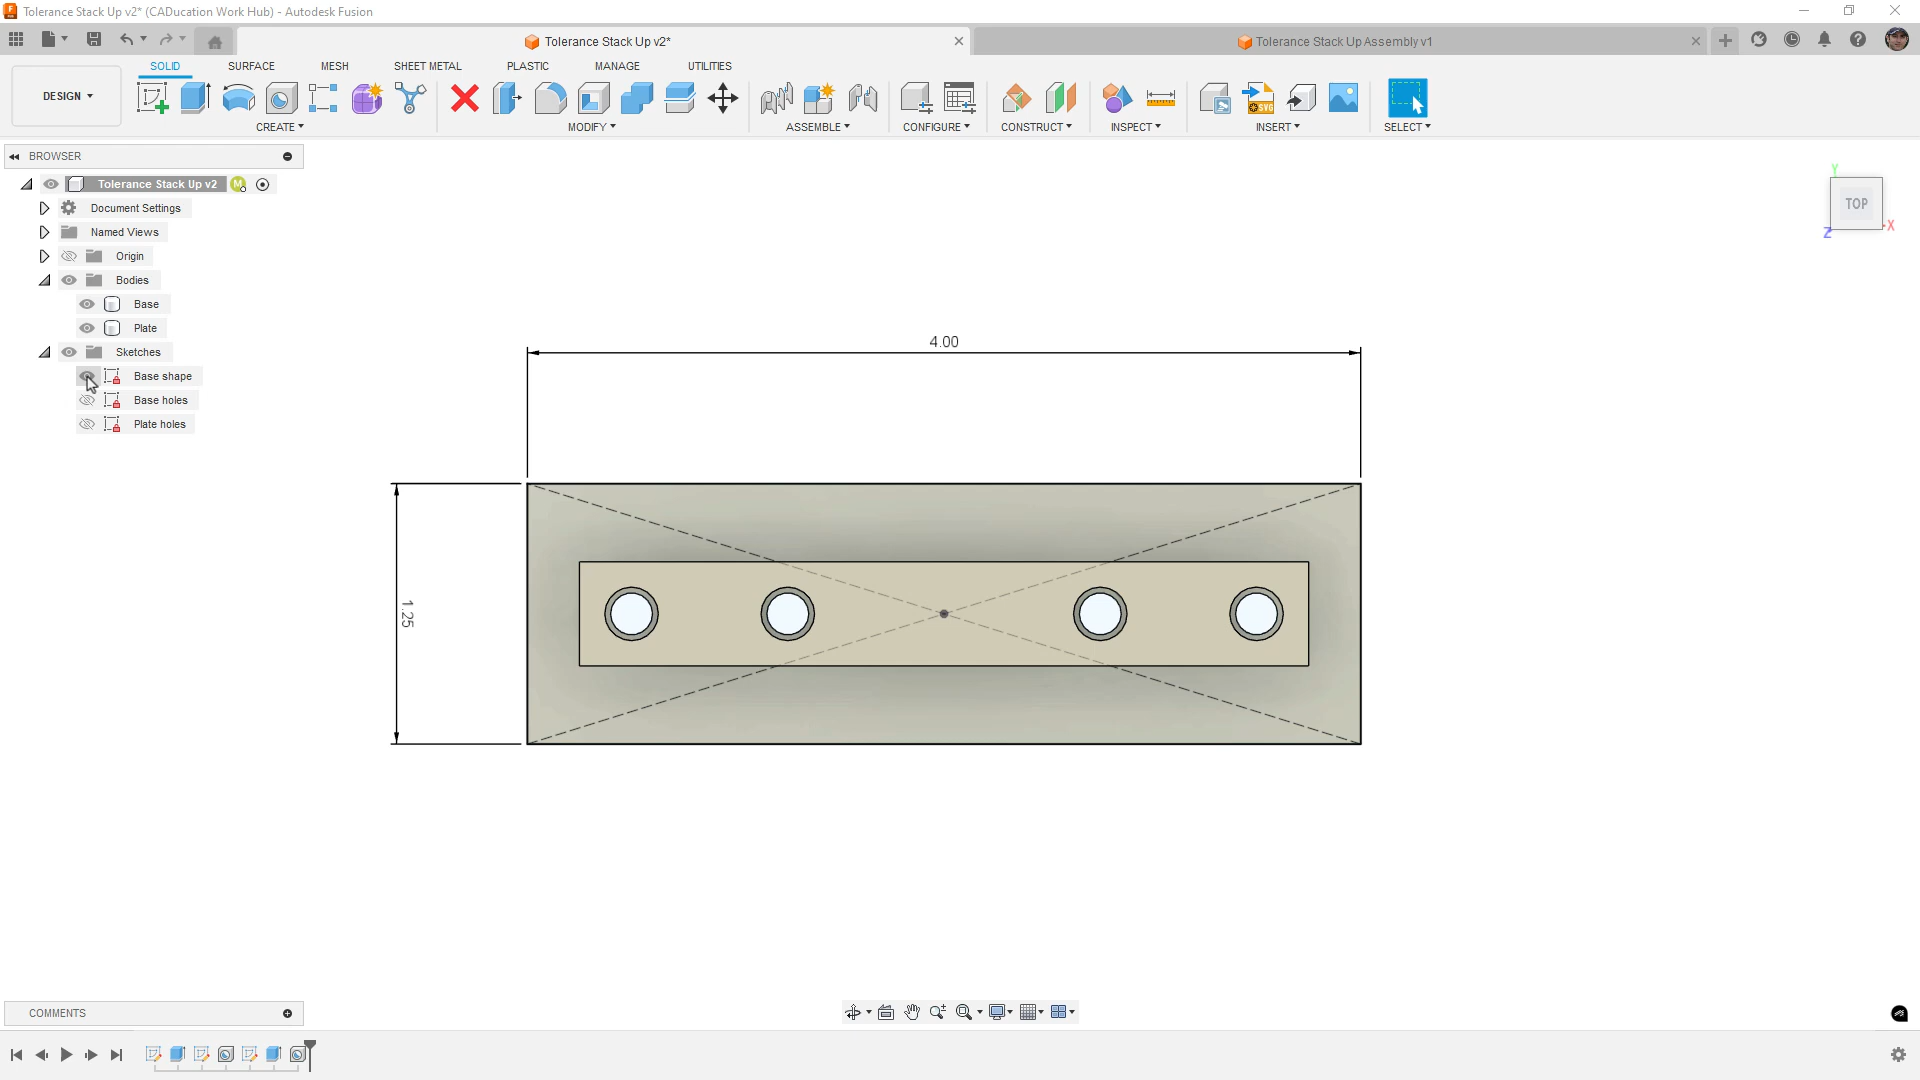 Tolerance Stack Up v2* (CADucation Work Hub) - Autodesk Fusion
Tolerance Stack Up v2*
Tolerance Stack Up Assembly v1
DESIGN
SOLID
SURFACE
MESH
SHEET METAL
PLASTIC
MANAGE
UTILITIES
CREATE
MODIFY
ASSEMBLE
CONFIGURE
CONSTRUCT
INSPECT
INSERT
SELECT
BROWSER
Tolerance Stack Up v2
M
Document Settings
Named Views
Origin
Bodies
Base
Plate
Sketches
Base shape
Base holes
Plate holes
4.00
1.25
Y
TOP
X
Z
COMMENTS